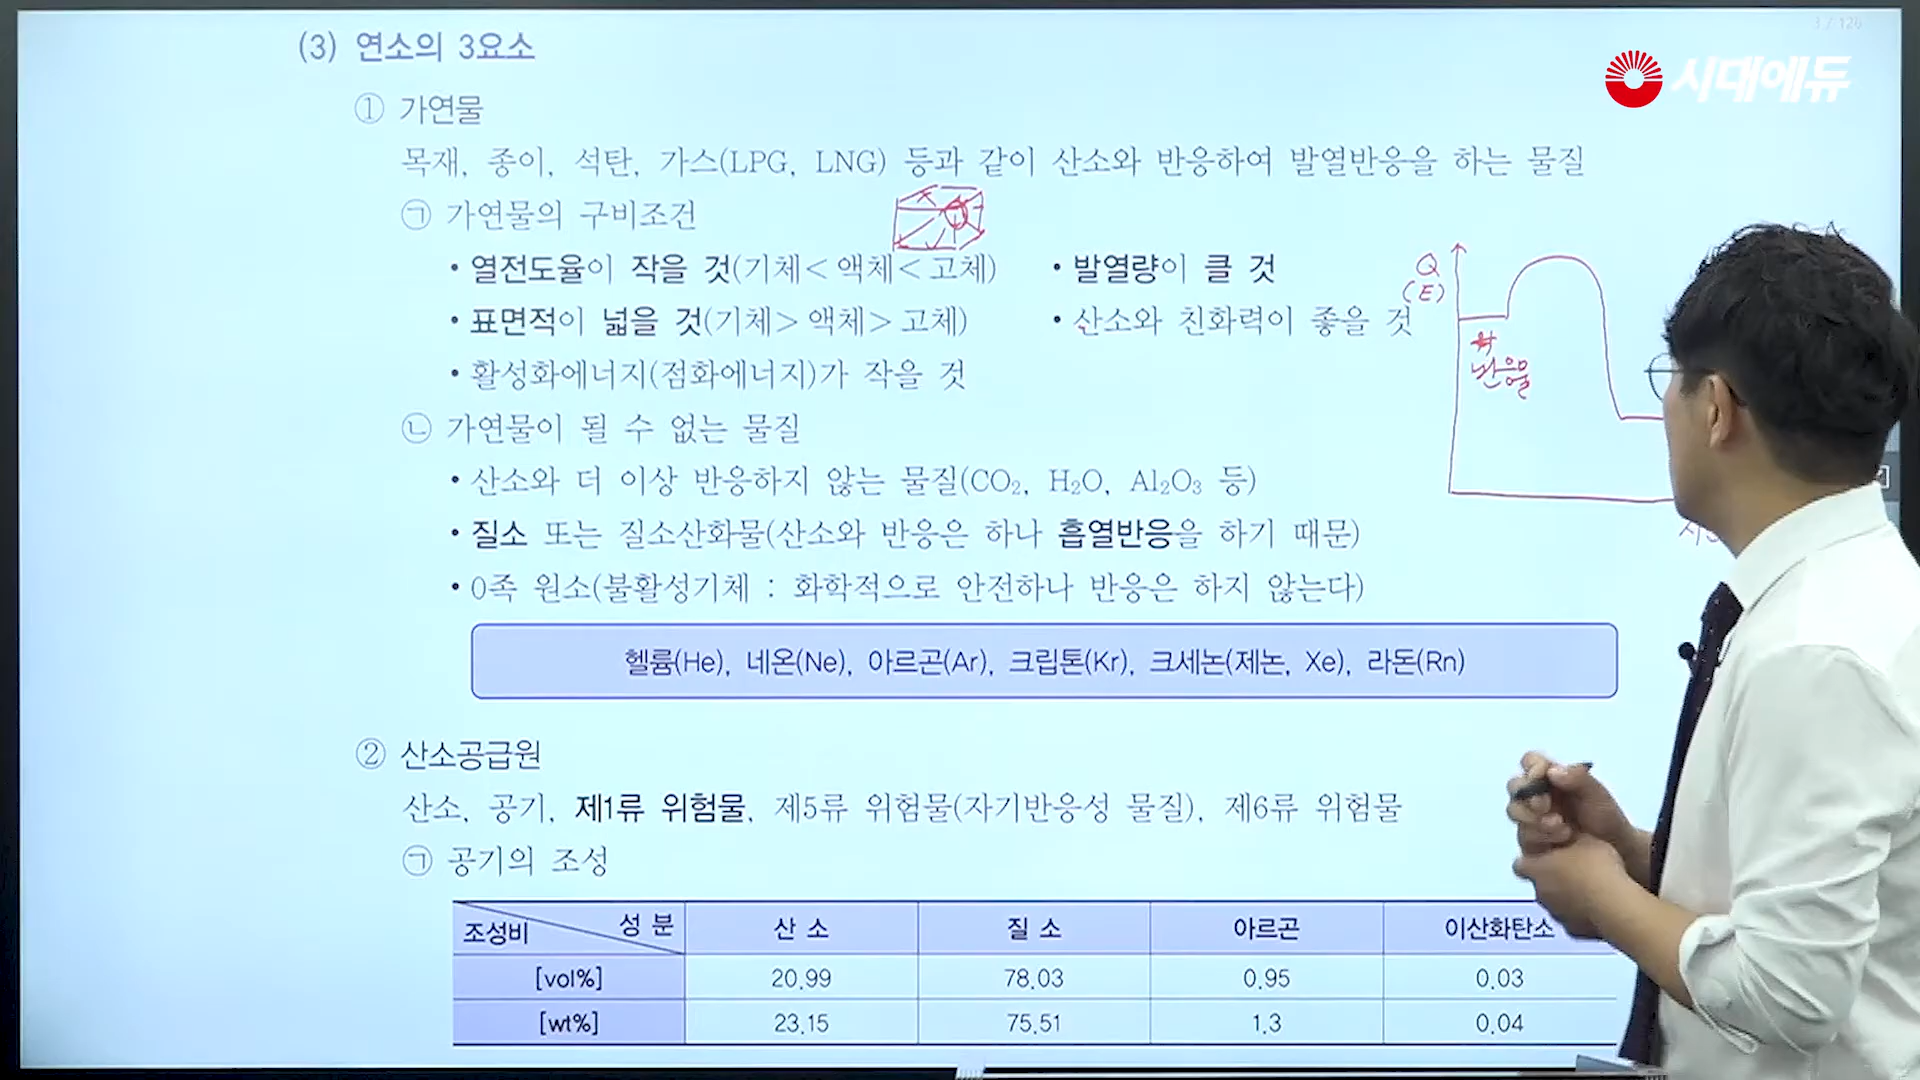 3 / 126
(3) 연소의 3요소
시대에듀
① 가연물
목재, 종이, 석탄, 가스(LPG, LNG) 등과 같이 산소와 반응하여 발열반응을 하는 물질
㉠ 가연물의 구비조건
• 열전도율이 작을 것(기체< 액체< 고체) • 발열량이 클 것
• 표면적이 넓을 것(기체> 액체> 고체) • 산소와 친화력이 좋을 것
• 활성화에너지(점화에너지)가 작을 것
Q
(E)
반응물
㉡ 가연물이 될 수 없는 물질
• 산소와 더 이상 반응하지 않는 물질(CO₂, H₂O, Al₂O₃ 등)
• 질소 또는 질소산화물(산소와 반응은 하나 흡열반응을 하기 때문)
• 0족 원소(불활성기체 : 화학적으로 안전하나 반응은 하지 않는다)
헬륨(He), 네온(Ne), 아르곤(Ar), 크립톤(Kr), 크세논(제논, Xe), 라돈(Rn)
② 산소공급원
산소, 공기, 제1류 위험물, 제5류 위험물(자기반응성 물질), 제6류 위험물
㉠ 공기의 조성
조성비 성 분 산 소 질 소 아르곤 이산화탄소
[vol%] 20.99 78.03 0.95 0.03
[wt%] 23.15 75.51 1.3 0.04